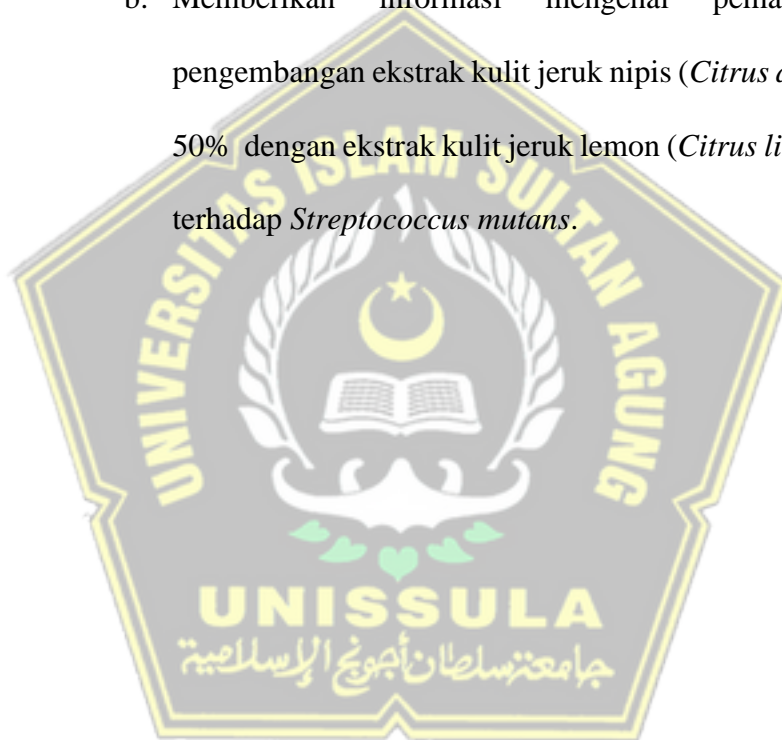 b. Memberikan informasi mengenai
pengembangan ekstrak kulit jeruk nipis (Citrus
50% dengan ekstrak kulit jeruk lemon (Citrus
terhadap Streptococcus mutans.
UNIVERSITAS ISLAM SULTAN AGUNG
UNISSULA
جامعة سلطان أجونج الإسلامية